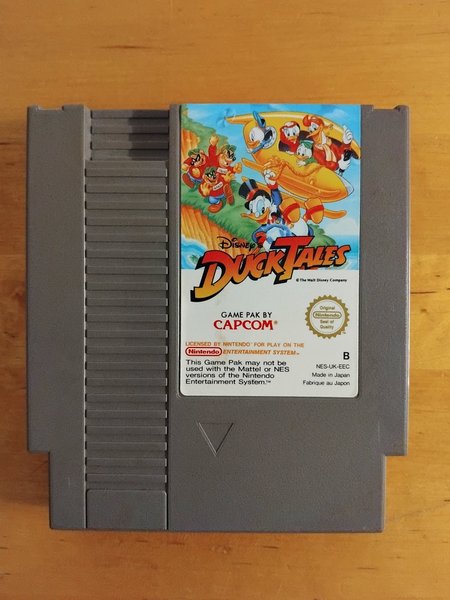 Disney's
DUCKTALES
© The Walt Disney Company
GAME PAK BY
CAPCOM
Original
Nintendo
Seal of
Quality
LICENSED BY NINTENDO® FOR PLAY ON THE
Nintendo ENTERTAINMENT SYSTEM™
This Game Pak may not be
used with the Mattel or NES
versions of the Nintendo
Entertainment System.™
B
NES-UK-EEC
Made in Japan
Fabriqué au Japon